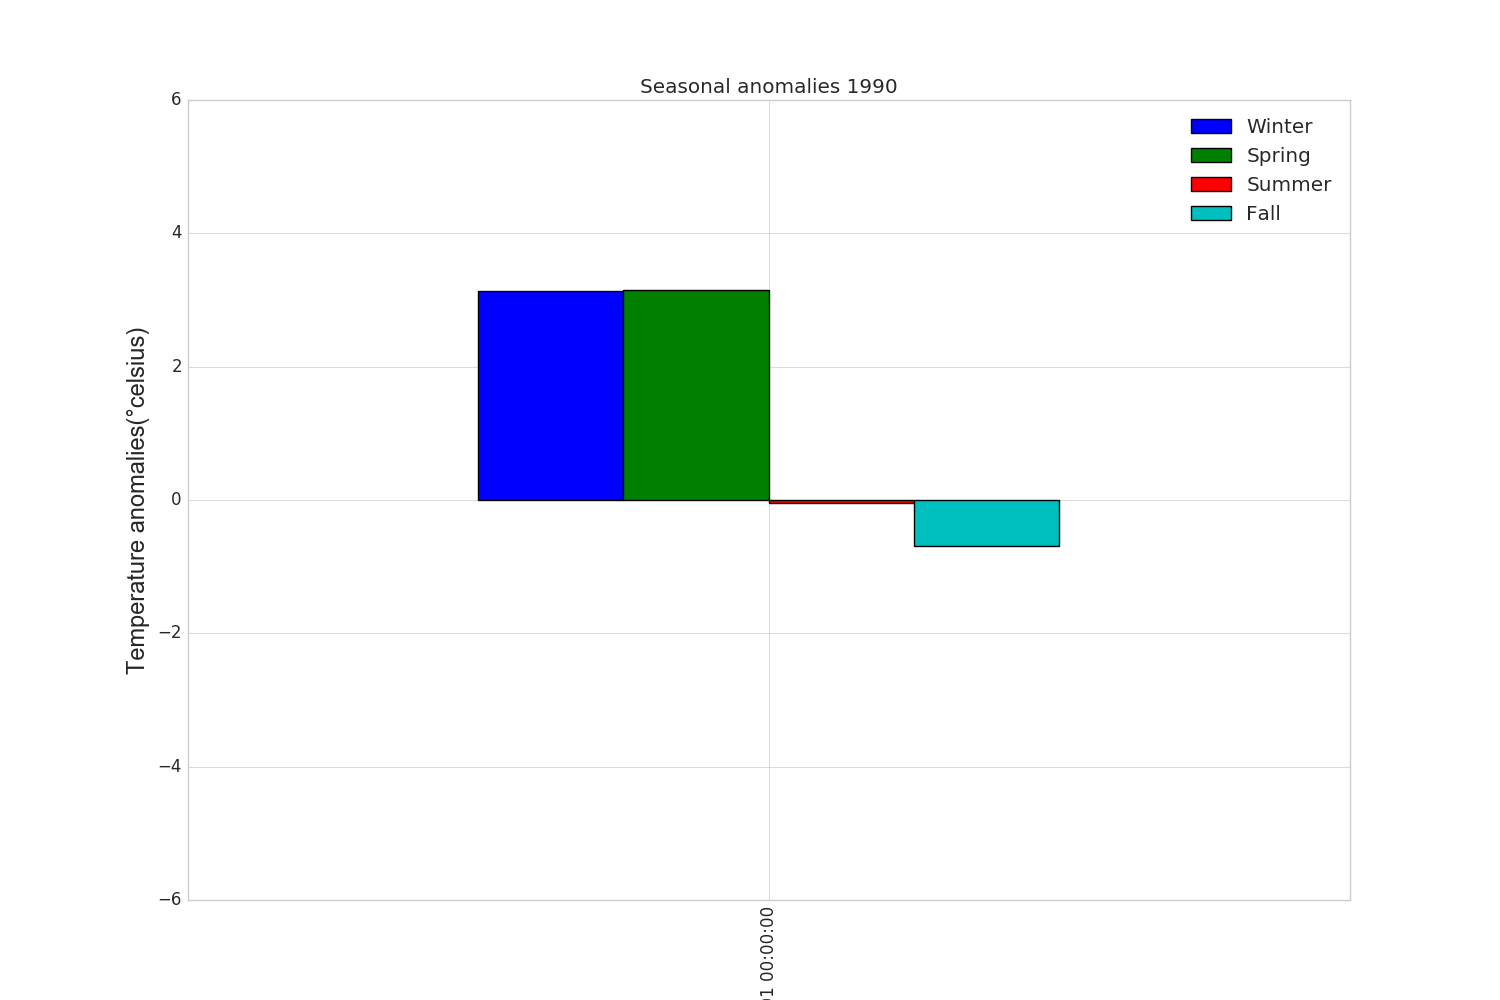 Seasonal anomalies 1990
6
4
2
0
−2
−4
−6
Temperature anomalies(°celsius)
Winter
Spring
Summer
Fall
01 00:00:00